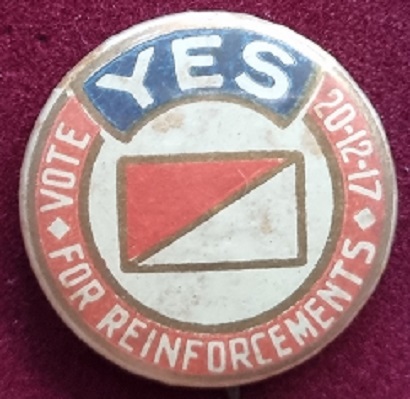 YES
VOTE
FOR REINFORCEMENTS
20-12-17